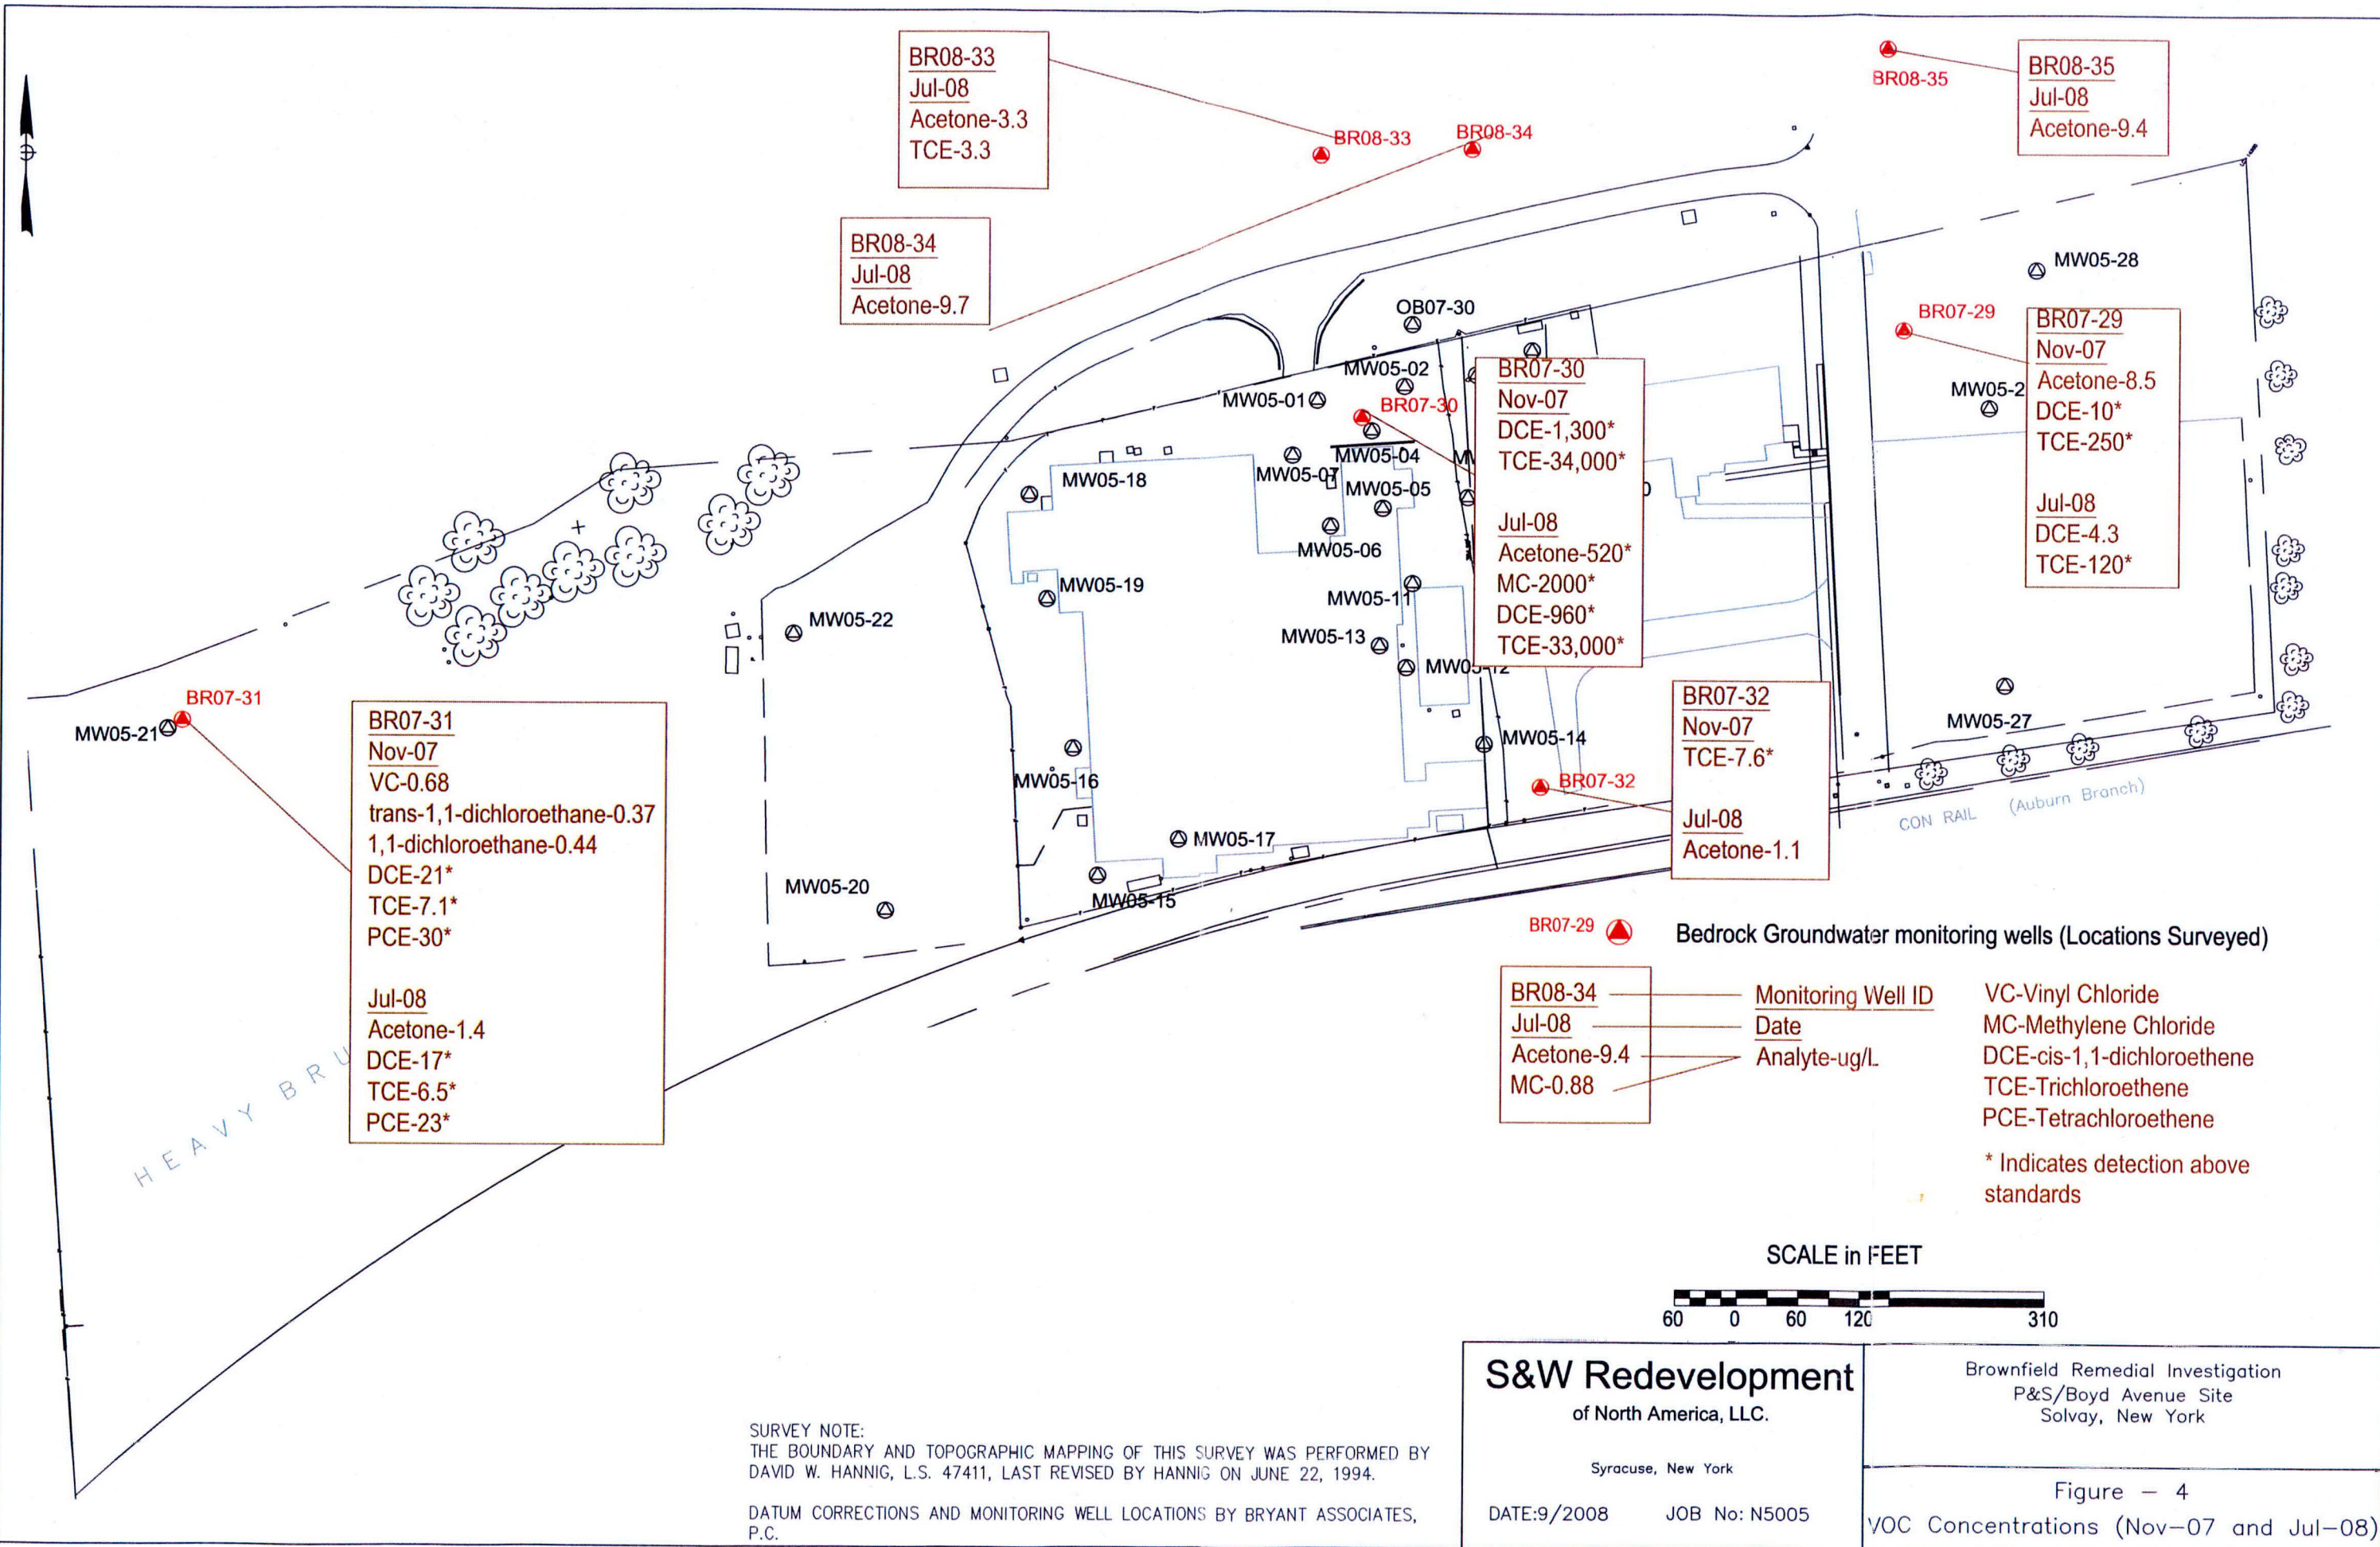 BR08-33
Jul-08
Acetone-3.3
TCE-3.3
BR08-33
BR08-34
BR08-35
BR08-35
Jul-08
Acetone-9.4
BR08-34
Jul-08
Acetone-9.7
MW05-28
OB07-30
BR07-29
BR07-29
Nov-07
Acetone-8.5
DCE-10*
TCE-250*
Jul-08
DCE-4.3
TCE-120*
MW05-2
MW05-02
MW05-01
BR07-30
BR07-30
Nov-07
DCE-1,300*
TCE-34,000*
Jul-08
Acetone-520*
MC-2000*
DCE-960*
TCE-33,000*
MW05-04
MW05-07
MW05-05
MW05-06
MW05-18
MW05-19
MW05-11
MW05-13
MW05-12
MW05-22
MW05-21
BR07-31
BR07-31
Nov-07
VC-0.68
trans-1,1-dichloroethane-0.37
1,1-dichloroethane-0.44
DCE-21*
TCE-7.1*
PCE-30*
Jul-08
Acetone-1.4
DCE-17*
TCE-6.5*
PCE-23*
HEAVY BRU
MW05-16
MW05-17
MW05-20
MW05-15
MW05-14
BR07-32
BR07-32
Nov-07
TCE-7.6*
Jul-08
Acetone-1.1
MW05-27
CON RAIL (Auburn Branch)
BR07-29
Bedrock Groundwater monitoring wells (Locations Surveyed)
BR08-34
Jul-08
Acetone-9.4
MC-0.88
Monitoring Well ID
Date
Analyte-ug/L
VC-Vinyl Chloride
MC-Methylene Chloride
DCE-cis-1,1-dichloroethene
TCE-Trichloroethene
PCE-Tetrachloroethene
* Indicates detection above
standards
SCALE in FEET
60 0 60 120 310
SURVEY NOTE:
THE BOUNDARY AND TOPOGRAPHIC MAPPING OF THIS SURVEY WAS PERFORMED BY
DAVID W. HANNIG, L.S. 47411, LAST REVISED BY HANNIG ON JUNE 22, 1994.
DATUM CORRECTIONS AND MONITORING WELL LOCATIONS BY BRYANT ASSOCIATES,
P.C.
S&W Redevelopment
of North America, LLC.
Syracuse, New York
DATE:9/2008 JOB No: N5005
Brownfield Remedial Investigation
P&S/Boyd Avenue Site
Solvay, New York
Figure - 4
VOC Concentrations (Nov-07 and Jul-08)